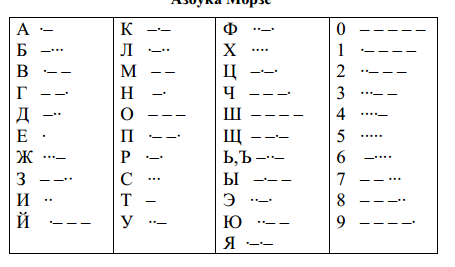 Азбука Морзе
А ·–
Б –···
В ·– –
Г – –·
Д –··
Е ·
Ж ···–
З – –··
И ··
Й ·– – –
К –·–
Л ·–··
М – –
Н –·
О – – –
П ·– –·
Р ·–·
С ···
Т –
У ··–
Ф ··–·
Х ····
Ц –·–·
Ч – – –·
Ш – – – –
Щ – –·–
Ь,Ъ –··–
Ы –·– –
Э ··–··
Ю ··– –
Я ·–·–
0 – – – – –
1 ·– – – –
2 ··– – –
3 ···– –
4 ····–
5 ·····
6 –····
7 – – ···
8 – – –··
9 – – – –·